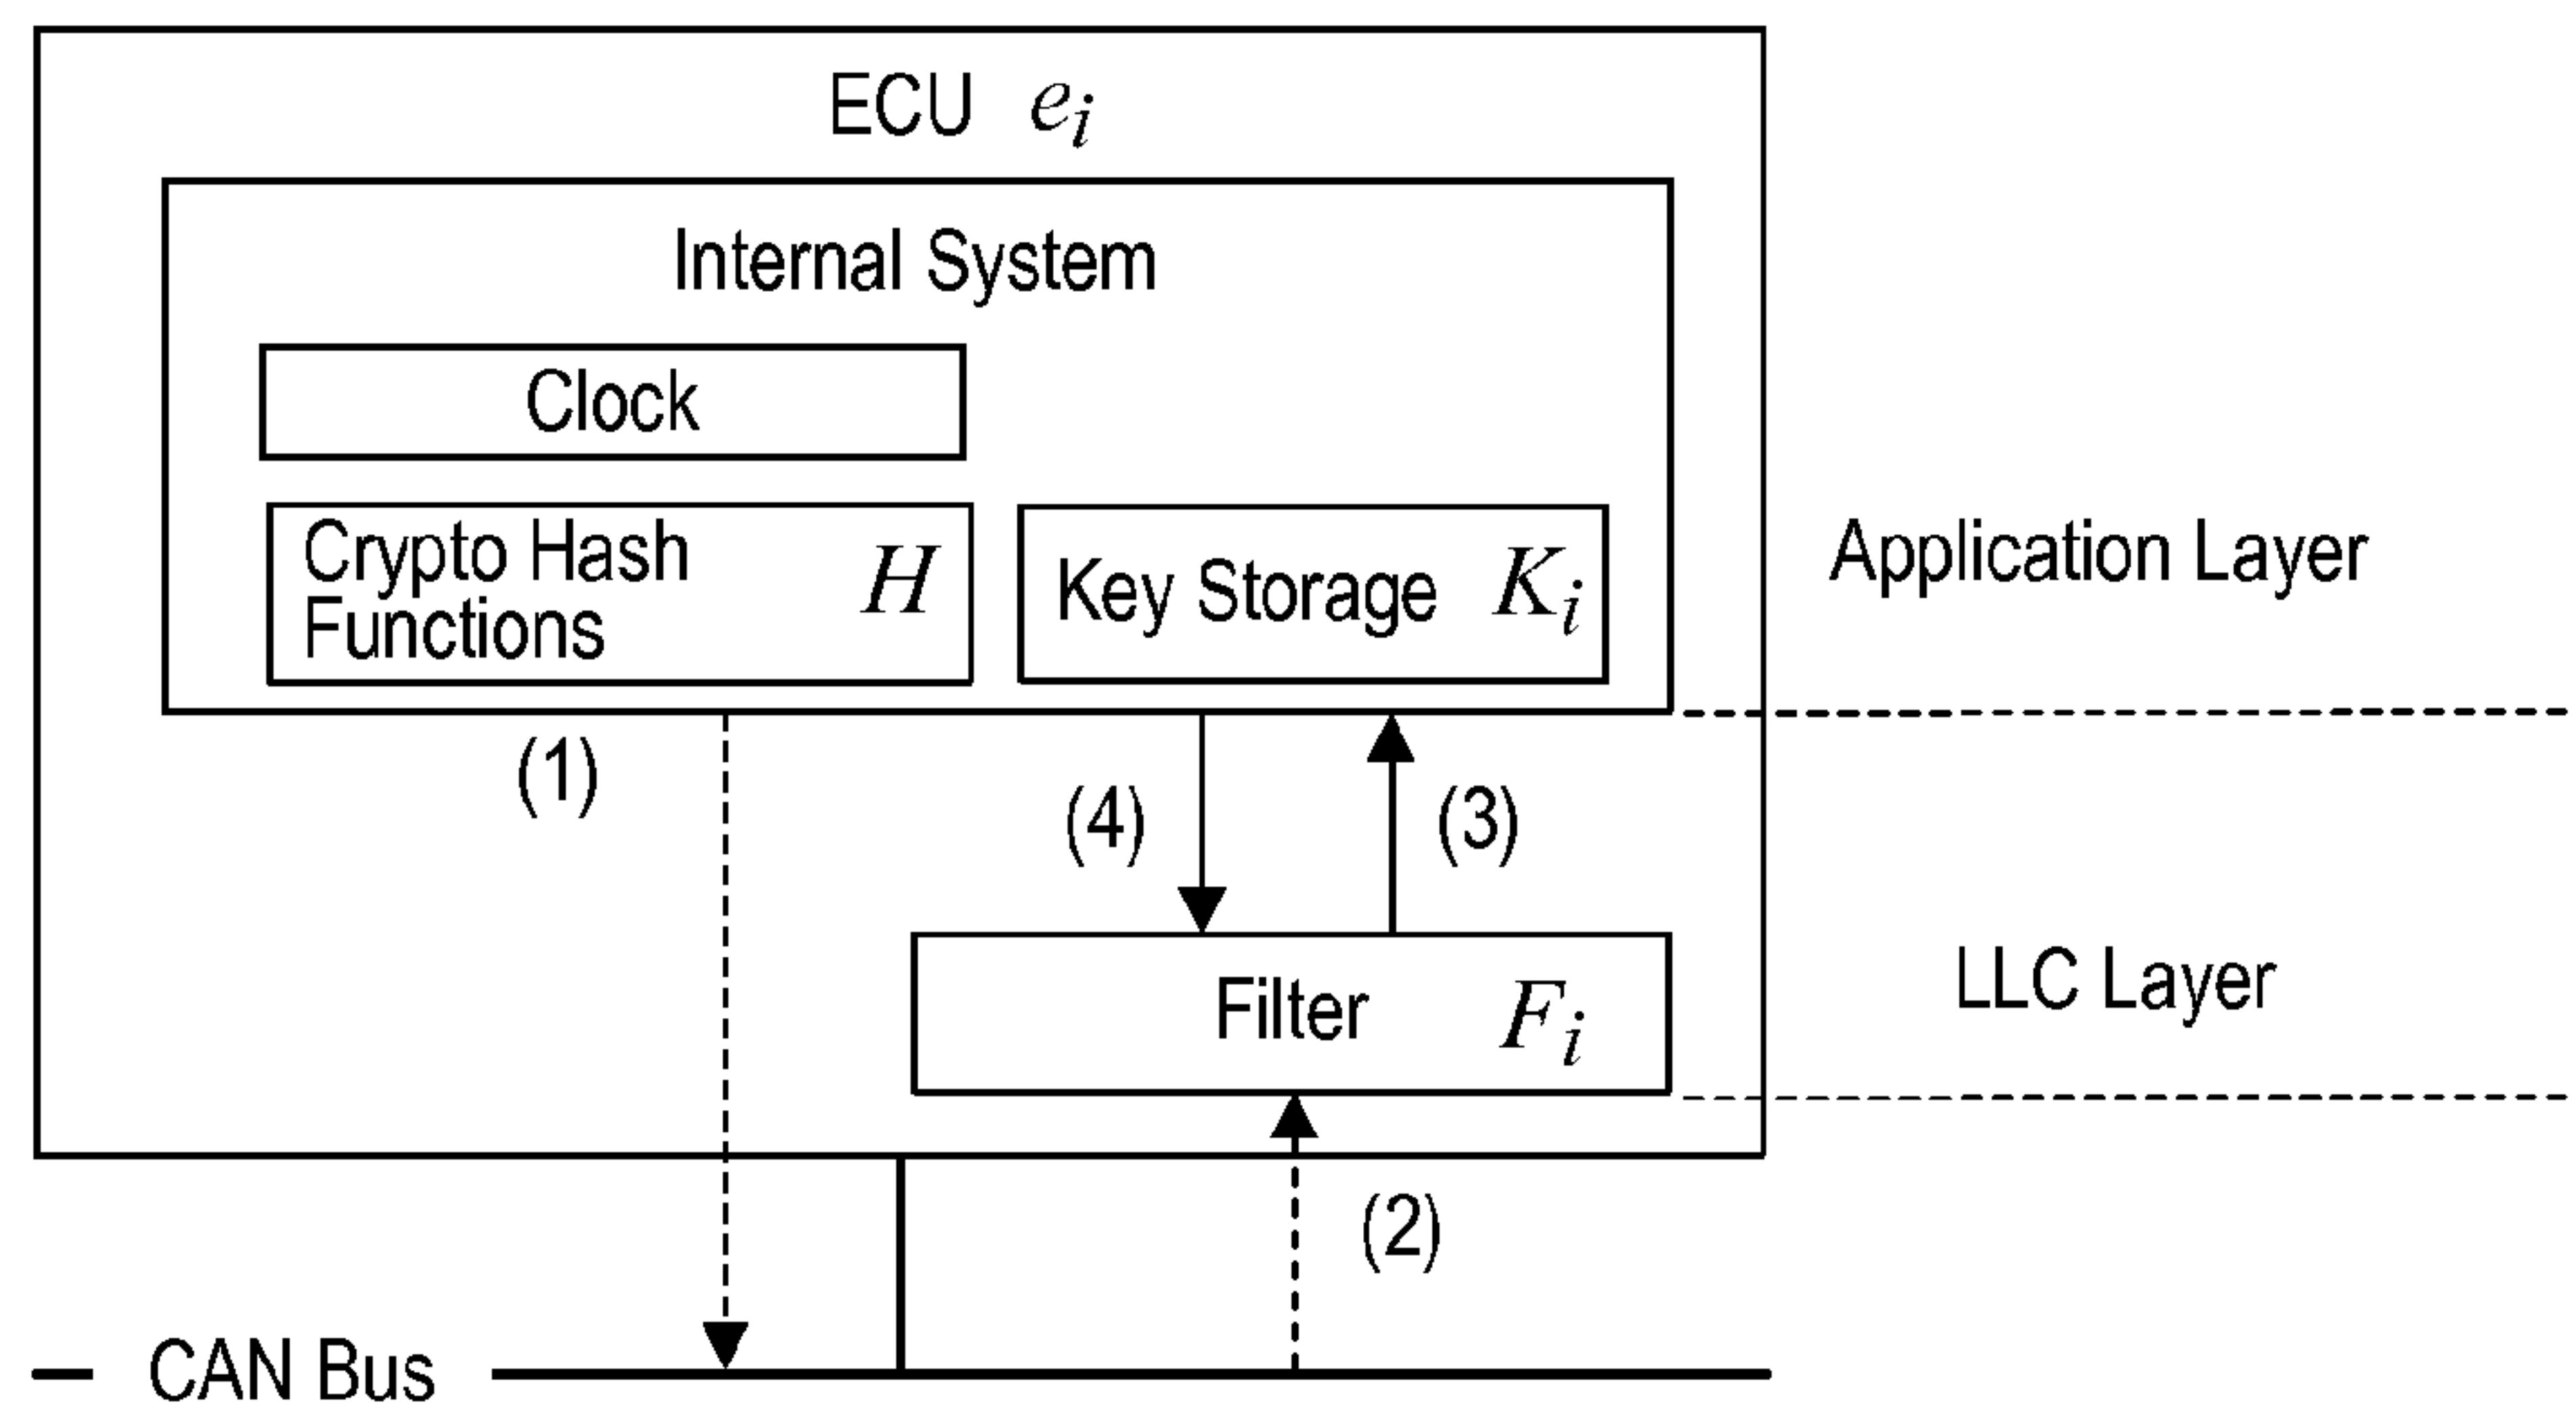 ECU e_i
Internal System
Clock
Crypto Hash
Functions H
Key Storage K_i
Application Layer
(1)
(4)
(3)
Filter F_i
LLC Layer
(2)
CAN Bus